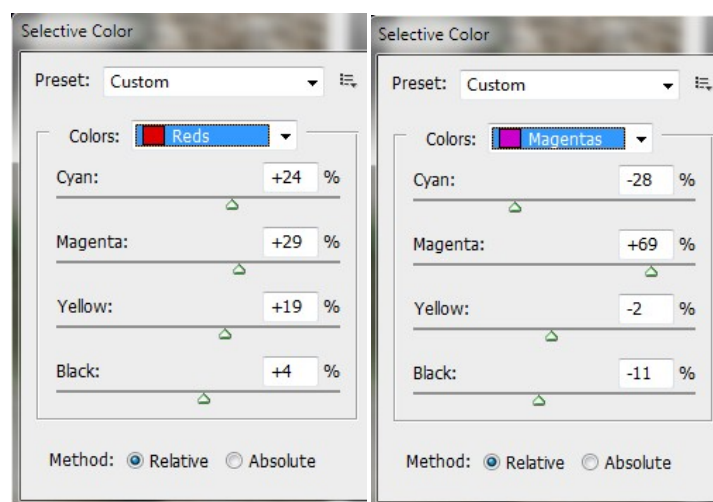 Selective Color
Preset: Custom
Colors: Reds
Cyan: +24 %
Magenta: +29 %
Yellow: +19 %
Black: +4 %
Method: Relative Absolute
Selective Color
Preset: Custom
Colors: Magentas
Cyan: -28 %
Magenta: +69 %
Yellow: -2 %
Black: -11 %
Method: Relative Absolute